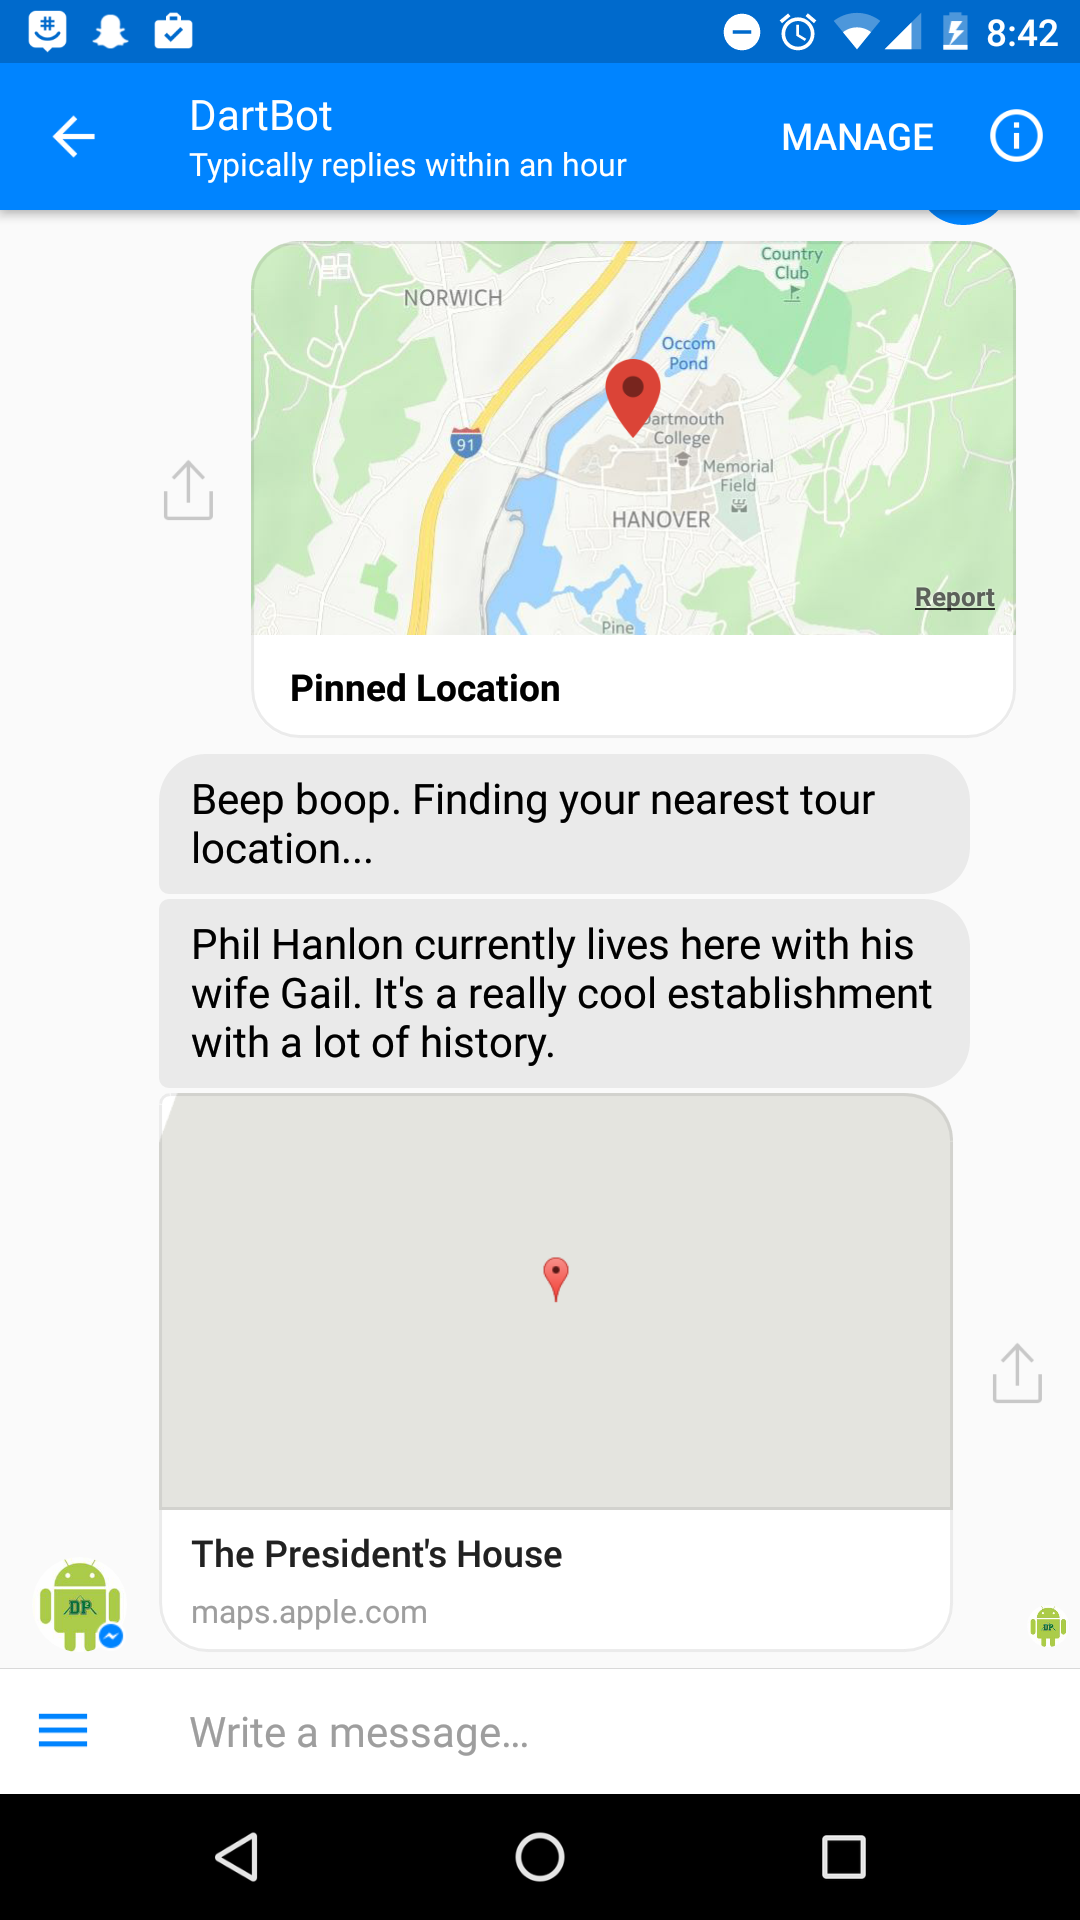 8:42
DartBot
Typically replies within an hour
MANAGE
Country
Club
NORWICH
Occom
Pond
91
Dartmouth
College
Memorial
Field
HANOVER
Report
Pine
Pinned Location
Beep boop. Finding your nearest tour
location...
Phil Hanlon currently lives here with his
wife Gail. It's a really cool establishment
with a lot of history.
The President's House
maps.apple.com
DP
DP
Write a message...